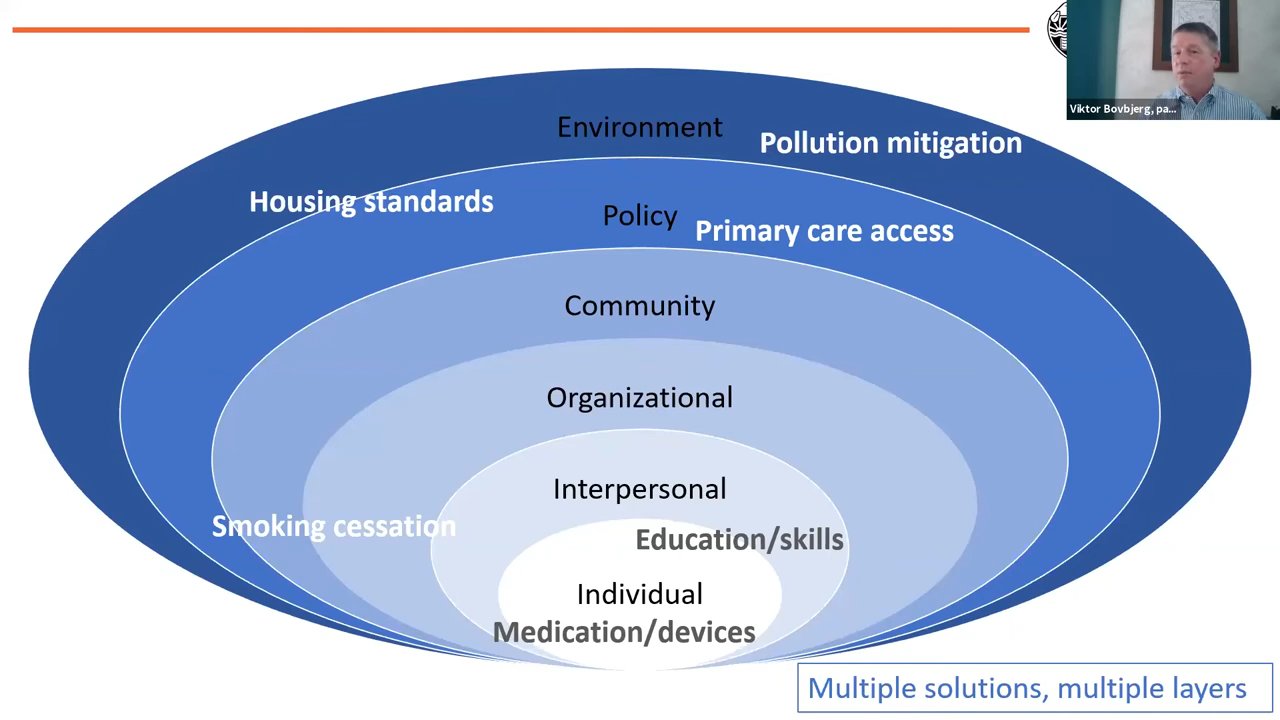 Viktor Bovbjerg, pa...
Environment
Pollution mitigation
Housing standards
Policy
Primary care access
Community
Organizational
Interpersonal
Smoking cessation
Education/skills
Individual
Medication/devices
Multiple solutions, multiple layers